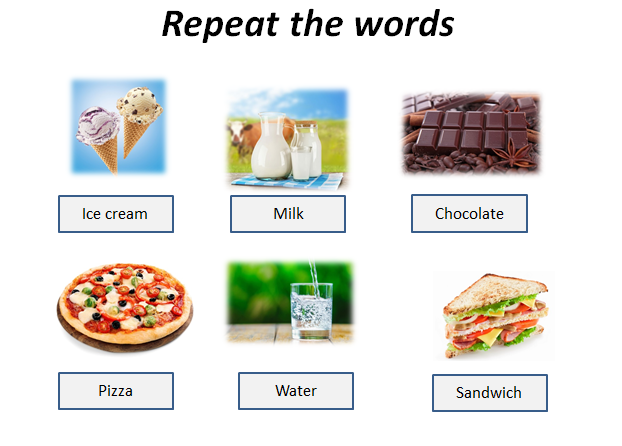 Repeat the words
Ice cream
Milk
Chocolate
Pizza
Water
Sandwich